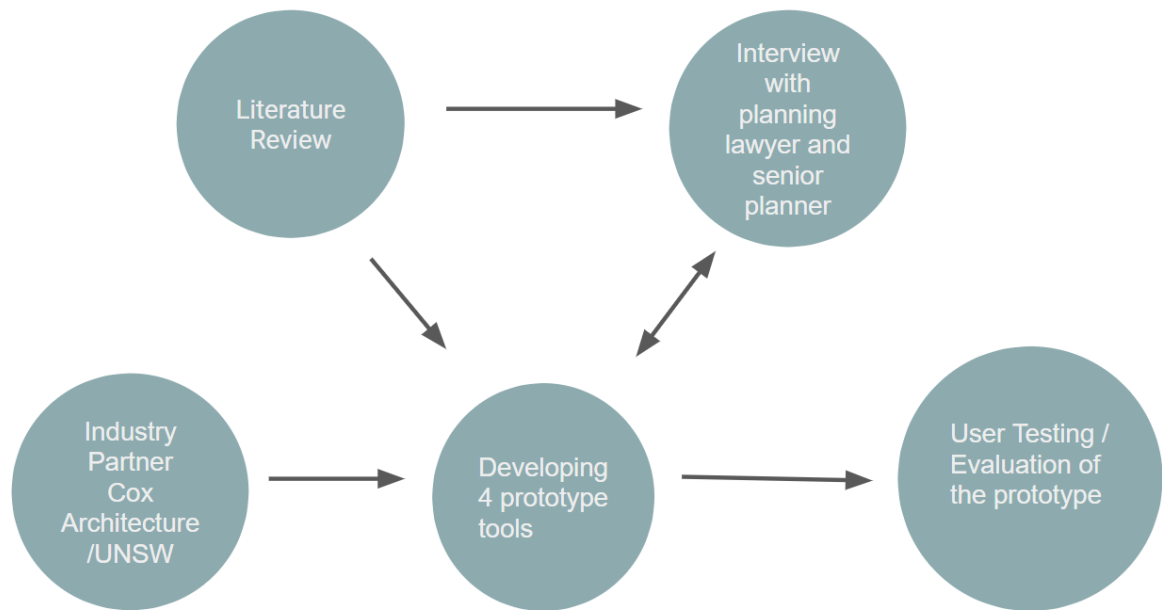 Literature
Review
Interview
with
planning
lawyer and
senior
planner
Industry
Partner
Cox
Architecture
/UNSW
Developing
4 prototype
tools
User Testing /
Evaluation of
the prototype